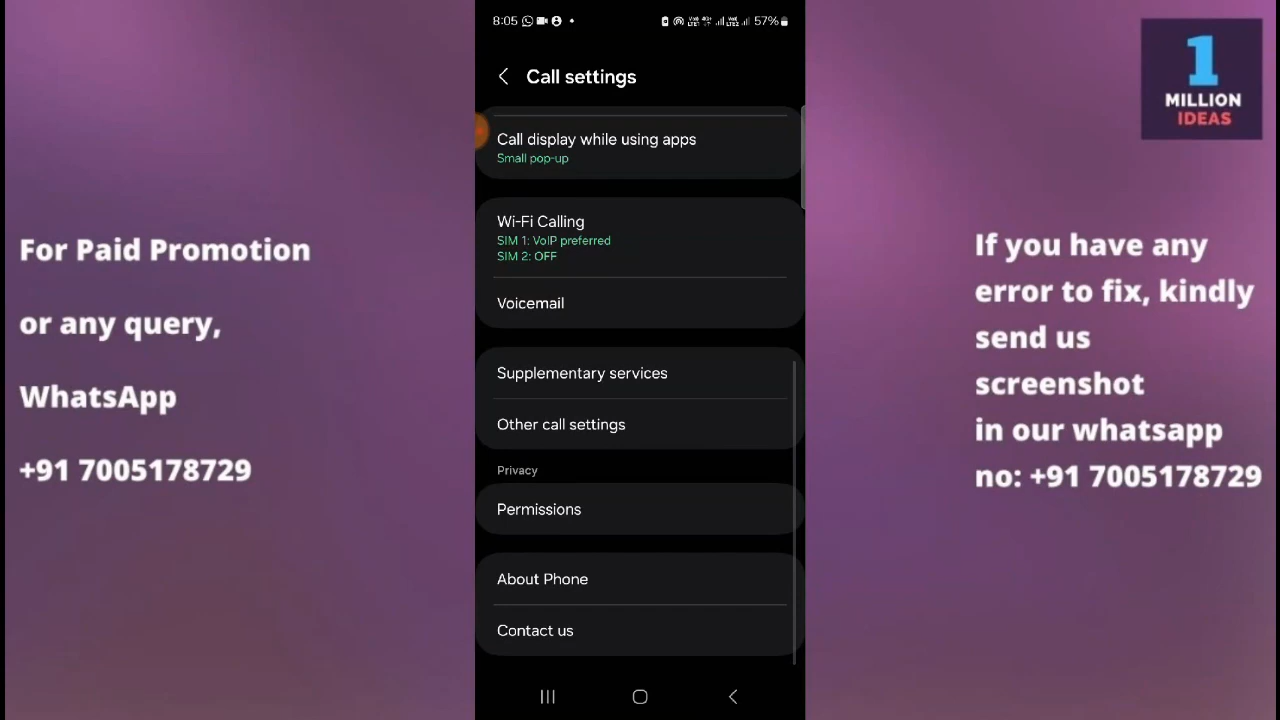 For Paid Promotion
or any query,
WhatsApp
+91 7005178729
8:05
57%
Call settings
Call display while using apps
Small pop-up
Wi-Fi Calling
SIM 1: VoIP preferred
SIM 2: OFF
Voicemail
Supplementary services
Other call settings
Privacy
Permissions
About Phone
Contact us
1
MILLION
IDEAS
If you have any
error to fix, kindly
send us
screenshot
in our whatsapp
no: +91 7005178729